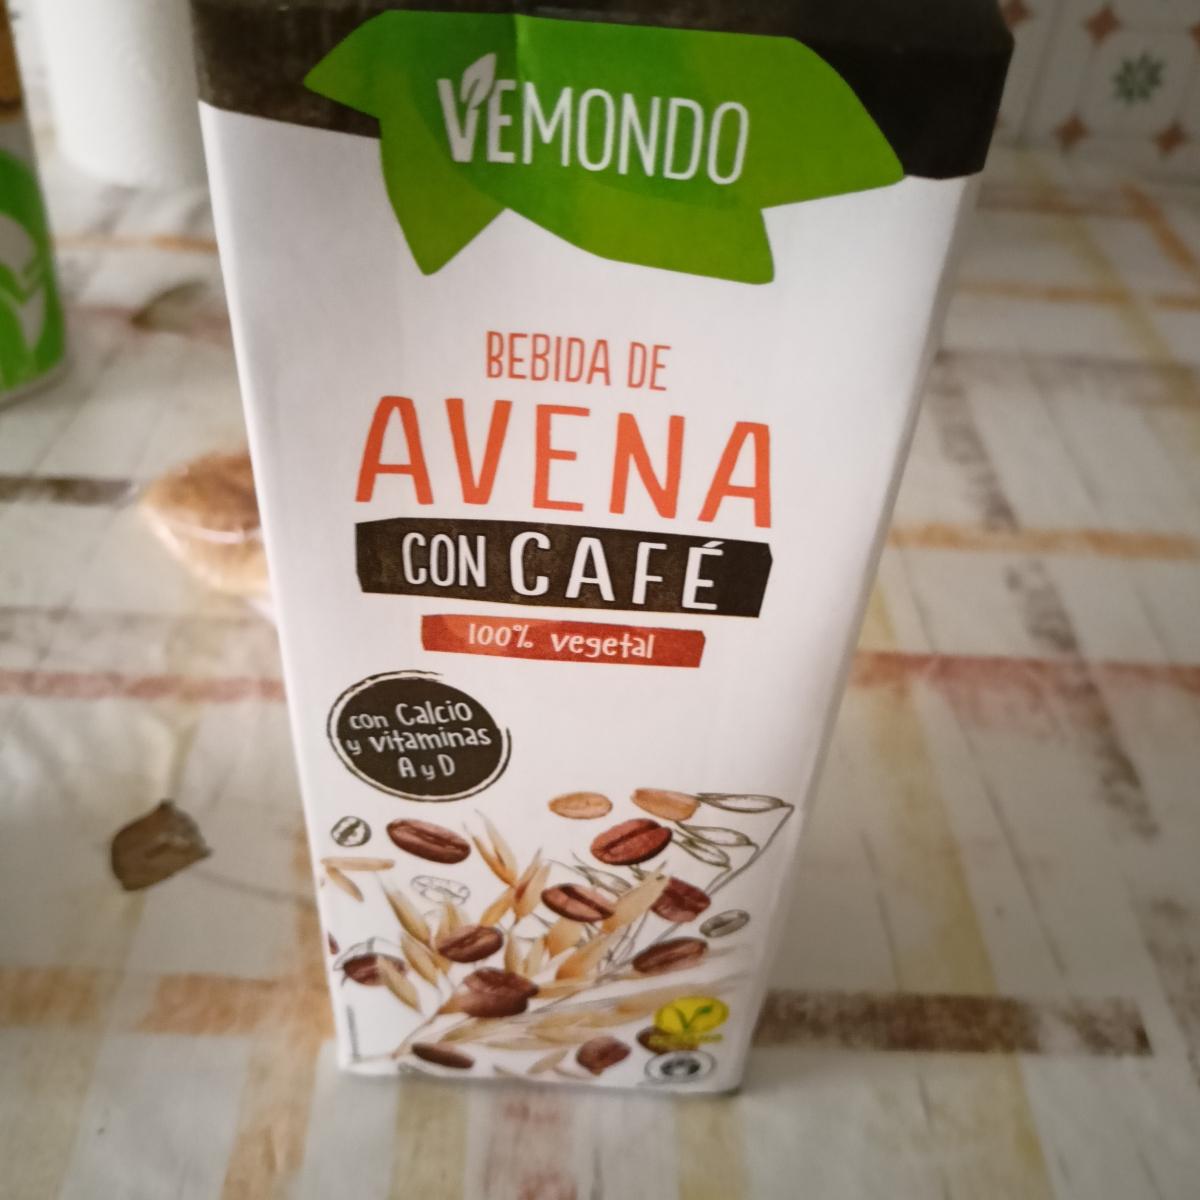 VEMONDO
BEBIDA DE
AVENA
CON CAFÉ
100% vegetal
con Calcio
y vitaminas
A y D